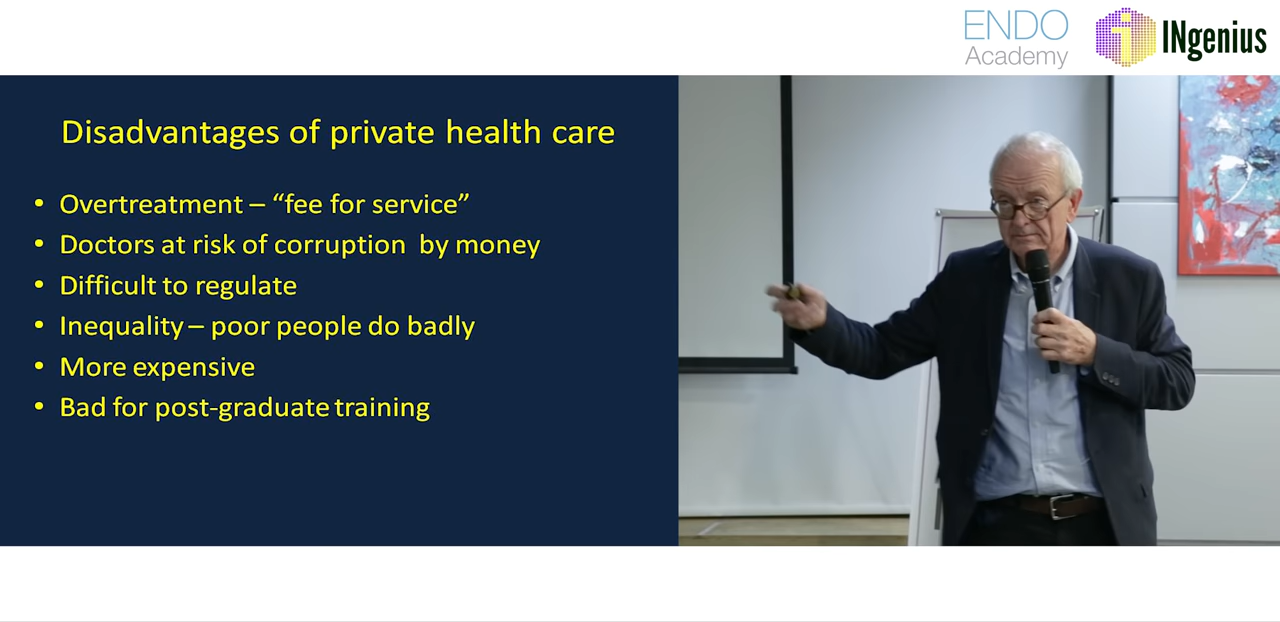 ENDO
Academy
INgenius
Disadvantages of private health care
• Overtreatment – “fee for service”
• Doctors at risk of corruption by money
• Difficult to regulate
• Inequality – poor people do badly
• More expensive
• Bad for post-graduate training